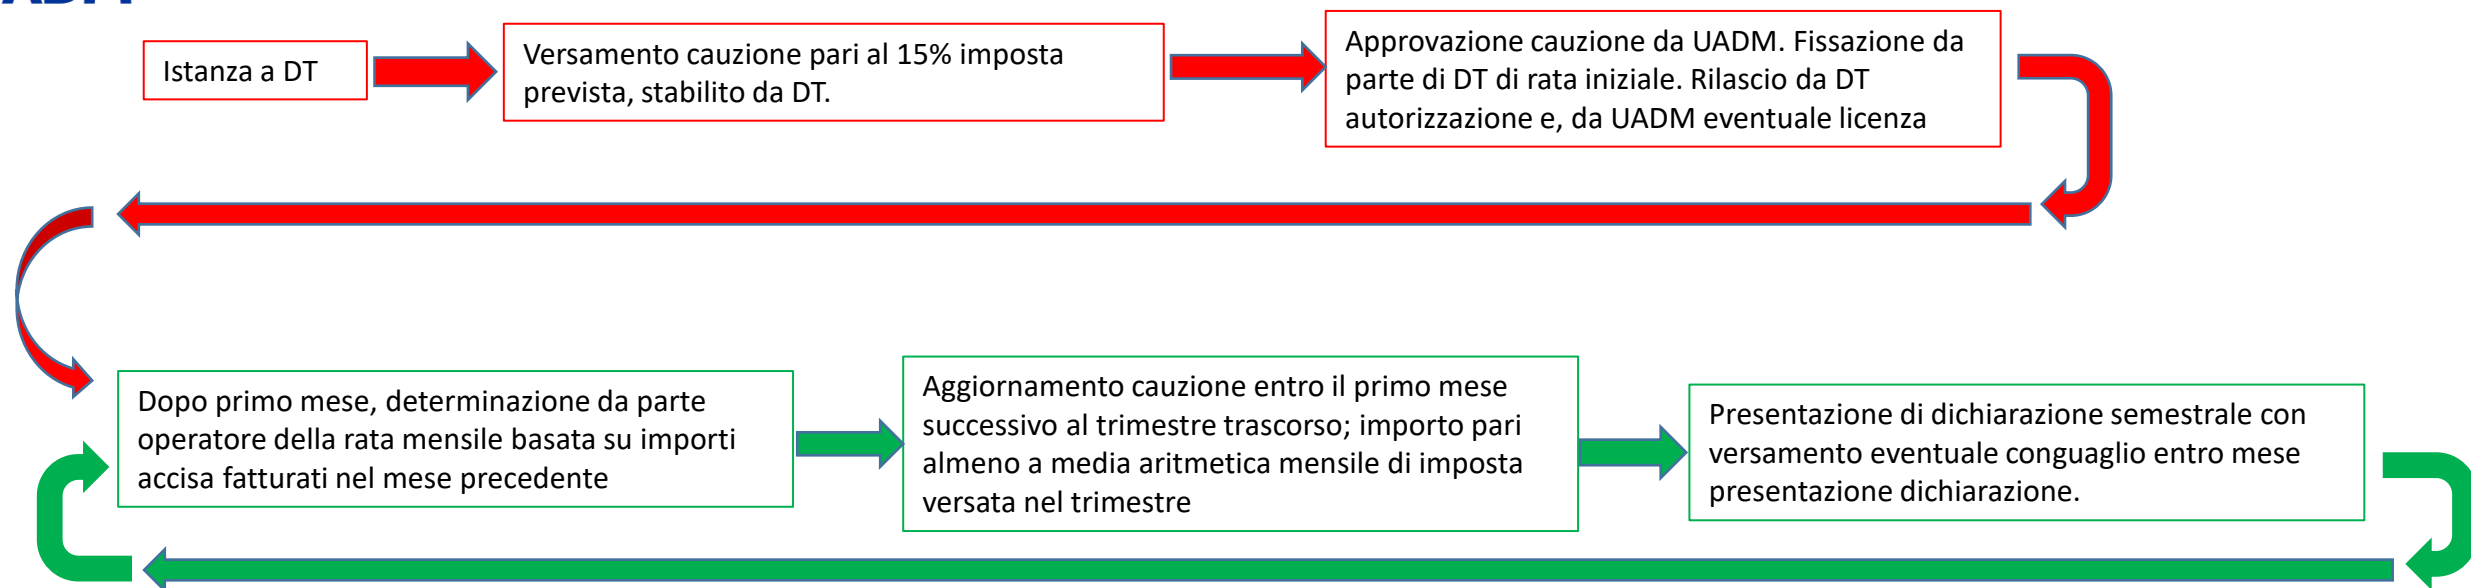 Istanza a DT
Versamento cauzione pari al 15% imposta
prevista, stabilito da DT.
Approvazione cauzione da UADM. Fissazione da
parte di DT di rata iniziale. Rilascio da DT
autorizzazione e, da UADM eventuale licenza
Dopo primo mese, determinazione da parte
operatore della rata mensile basata su importi
accisa fatturati nel mese precedente
Aggiornamento cauzione entro il primo mese
successivo al trimestre trascorso; importo pari
almeno a media aritmetica mensile di imposta
versata nel trimestre
Presentazione di dichiarazione semestrale con
versamento eventuale conguaglio entro mese
presentazione dichiarazione.